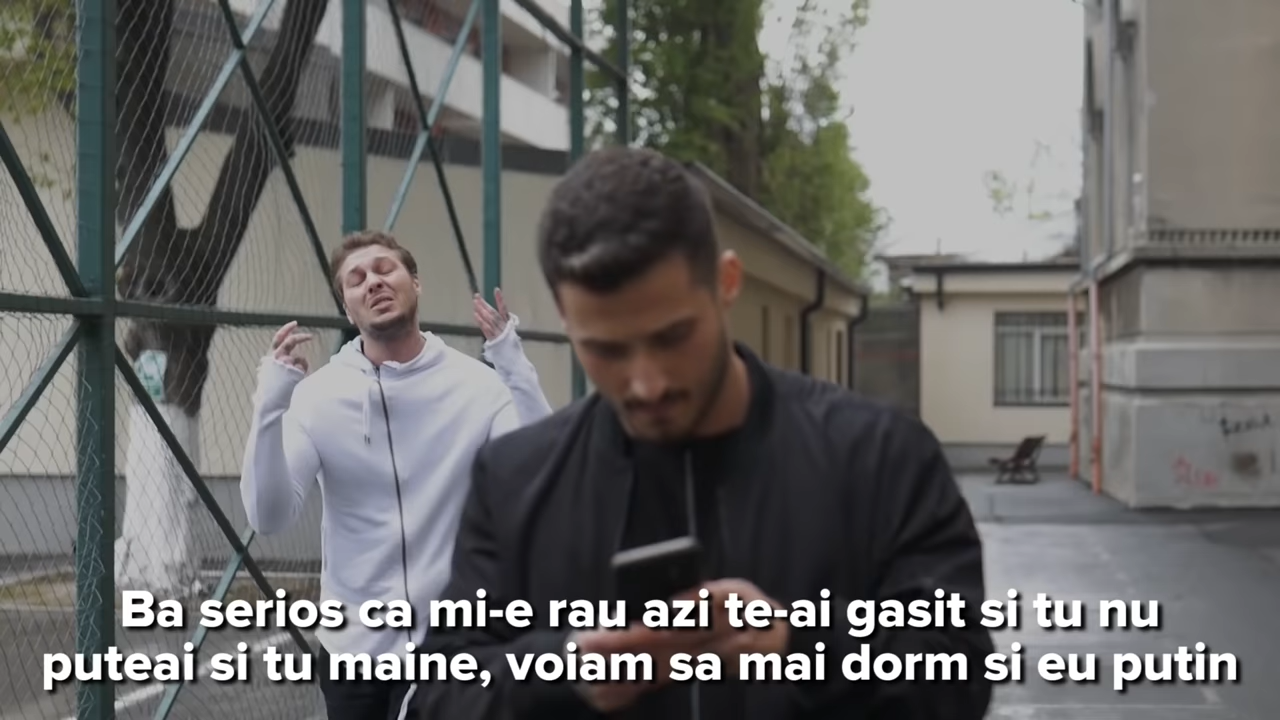 Ba serios ca mi-e rau azi te-ai gasit si tu nu
puteai si tu maine, voiam sa mai dorm si eu putin